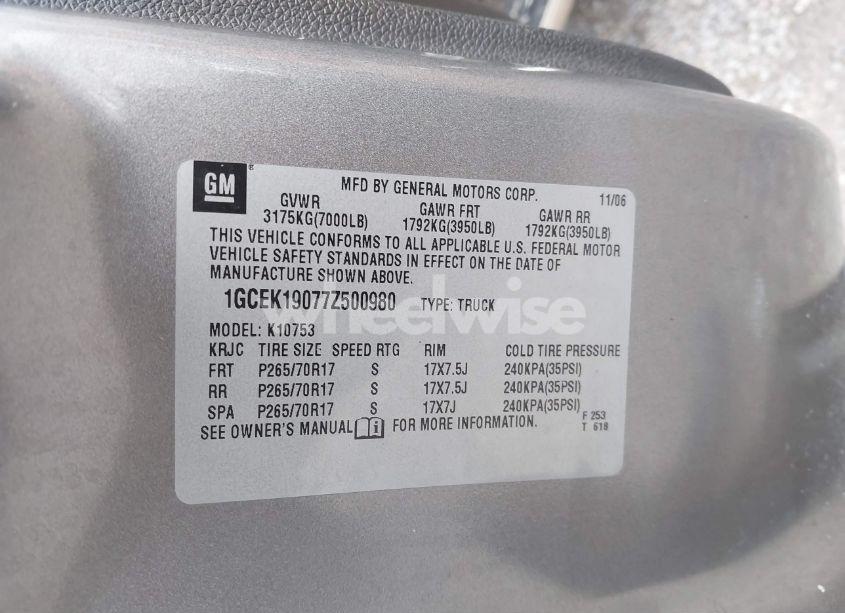 GM MFD BY GENERAL MOTORS CORP. 11/06
GVWR GAWR FRT GAWR RR
3175KG(7000LB) 1792KG(3950LB) 1792KG(3950LB)
THIS VEHICLE CONFORMS TO ALL APPLICABLE U.S. FEDERAL MOTOR
VEHICLE SAFETY STANDARDS IN EFFECT ON THE DATE OF
MANUFACTURE SHOWN ABOVE.
1GCEK19077Z500980 TYPE: TRUCK
wheelwise
MODEL: K10753
KRJC TIRE SIZE SPEED RTG RIM COLD TIRE PRESSURE
FRT P265/70R17 S 17X7.5J 240KPA(35PSI)
RR P265/70R17 S 17X7.5J 240KPA(35PSI)
SPA P265/70R17 S 17X7J 240KPA(35PSI)
F 253
SEE OWNER'S MANUAL FOR MORE INFORMATION. T 618